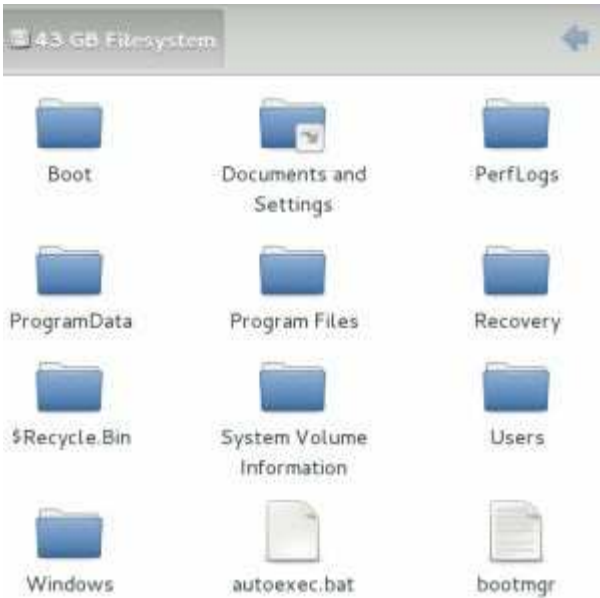 43 GB Filesystem
Boot
Documents and
Settings
PerfLogs
ProgramData
Program Files
Recovery
$Recycle.Bin
System Volume
Information
Users
Windows
autoexec.bat
bootmgr